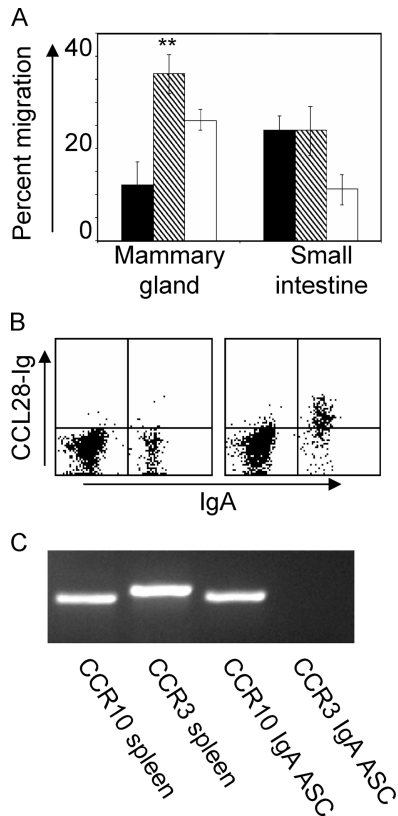 A
Percent migration
40
20
0
**
Mammary
gland
Small
intestine
B
CCL28-Ig
IgA
C
CCR10 spleen
CCR3 spleen
CCR10 IgA ASC
CCR3 IgA ASC